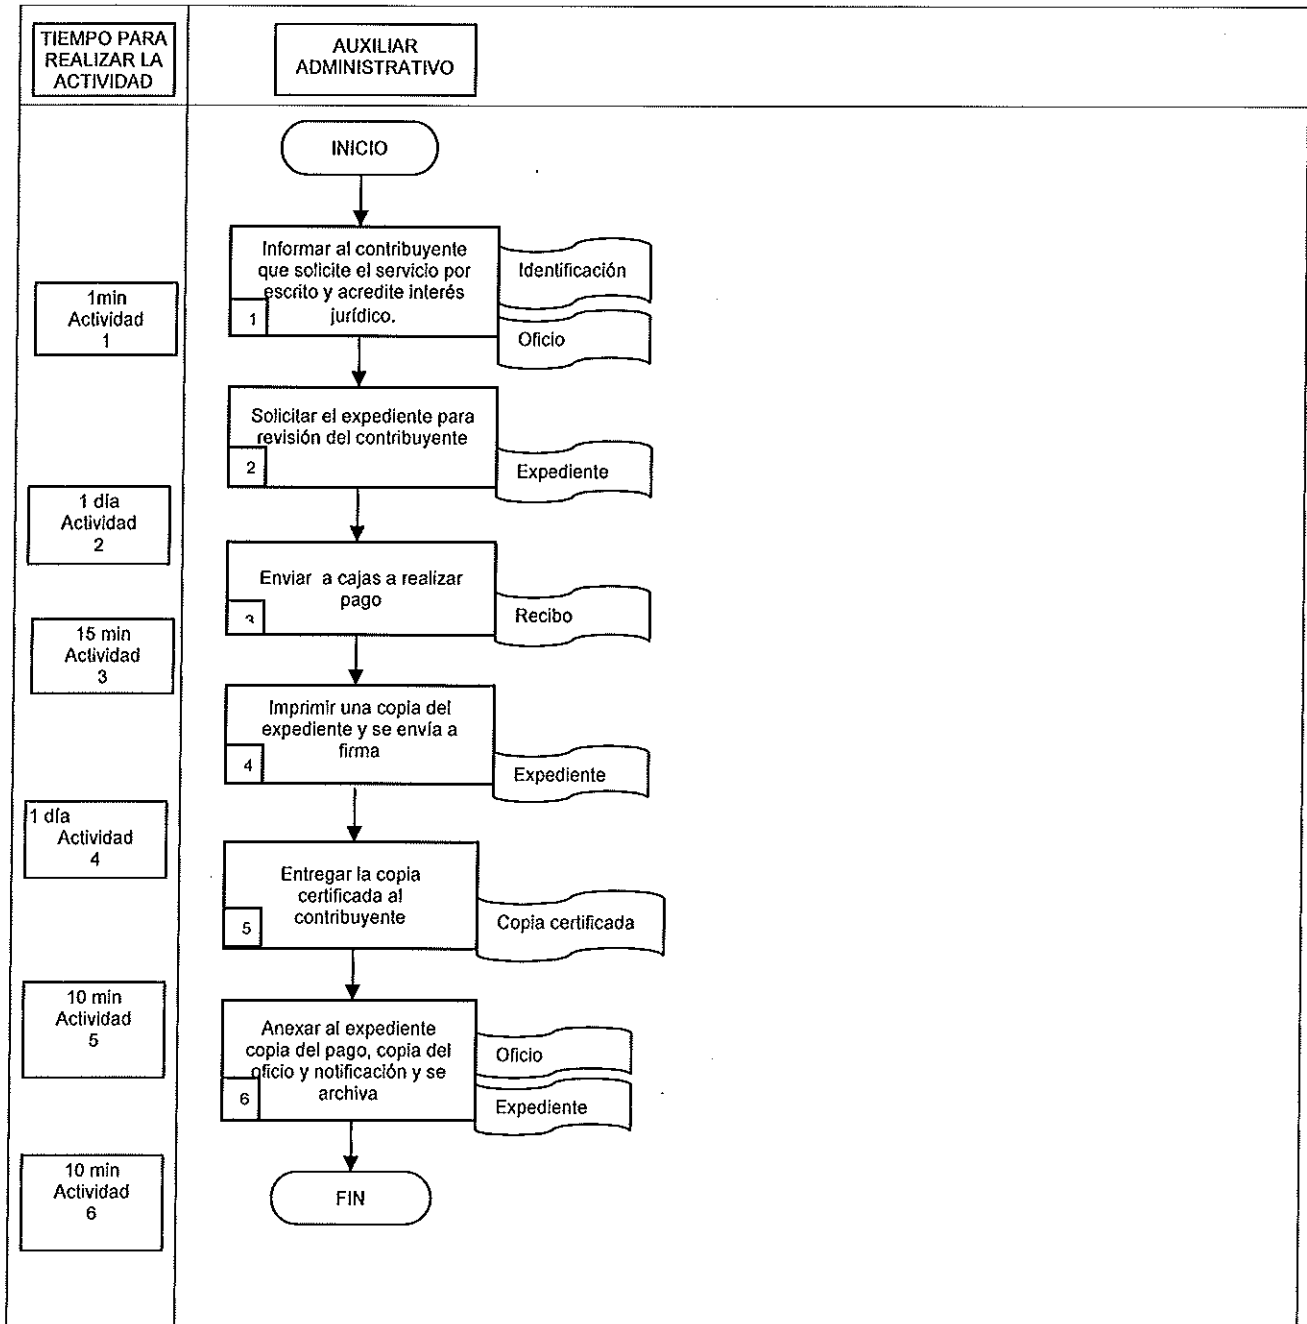 TIEMPO PARA
REALIZAR LA
ACTIVIDAD
AUXILIAR
ADMINISTRATIVO
INICIO
Informar al contribuyente
que solicite el servicio por
escrito y acredite interés
jurídico.
1
Identificación
Oficio
1min
Actividad
1
Solicitar el expediente para
revisión del contribuyente
2
Expediente
1 día
Actividad
2
Enviar a cajas a realizar
pago
3
Recibo
15 min
Actividad
3
Imprimir una copia del
expediente y se envía a
firma
4
Expediente
1 día
Actividad
4
Entregar la copia
certificada al
contribuyente
5
Copia certificada
10 min
Actividad
5
Anexar al expediente
copia del pago, copia del
oficio y notificación y se
archiva
6
Oficio
Expediente
10 min
Actividad
6
FIN